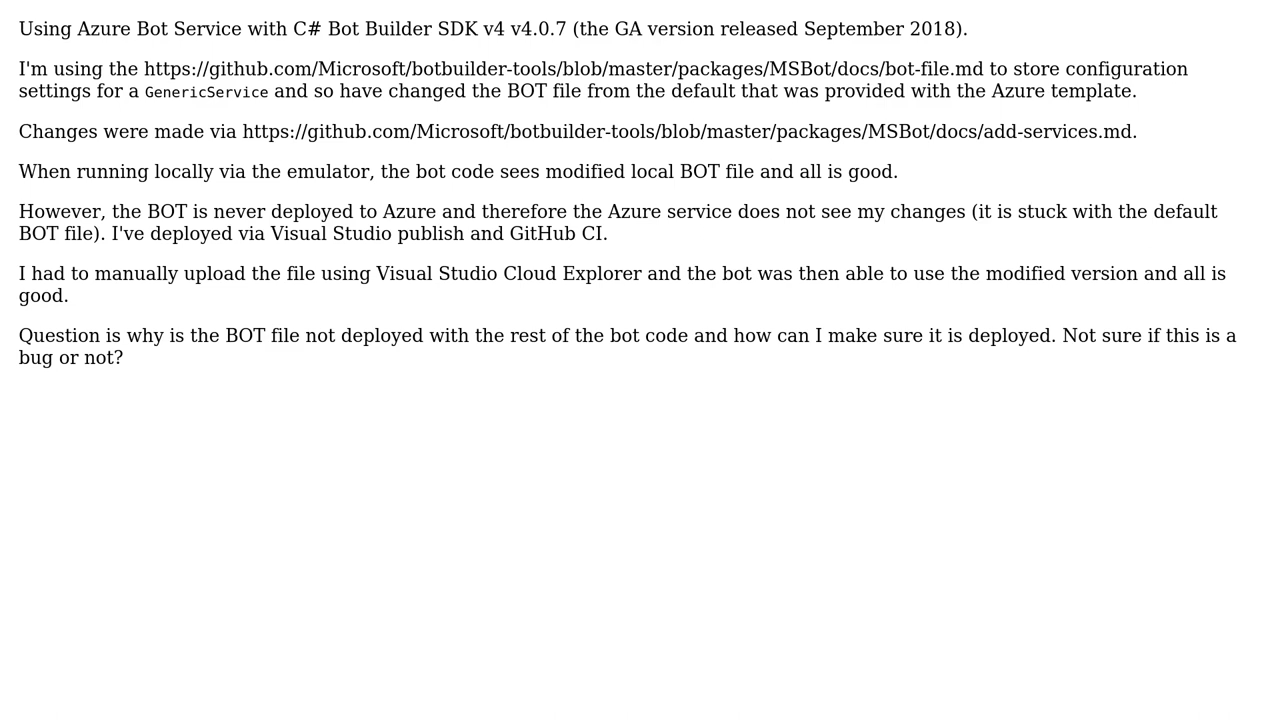 Using Azure Bot Service with C# Bot Builder SDK v4 v4.0.7 (the GA version released September 2018).
I'm using the https://github.com/Microsoft/botbuilder-tools/blob/master/packages/MSBot/docs/bot-file.md to store configuration
settings for a GenericService and so have changed the BOT file from the default that was provided with the Azure template.
Changes were made via https://github.com/Microsoft/botbuilder-tools/blob/master/packages/MSBot/docs/add-services.md.
When running locally via the emulator, the bot code sees modified local BOT file and all is good.
However, the BOT is never deployed to Azure and therefore the Azure service does not see my changes (it is stuck with the default
BOT file). I've deployed via Visual Studio publish and GitHub CI.
I had to manually upload the file using Visual Studio Cloud Explorer and the bot was then able to use the modified version and all is
good.
Question is why is the BOT file not deployed with the rest of the bot code and how can I make sure it is deployed. Not sure if this is a
bug or not?